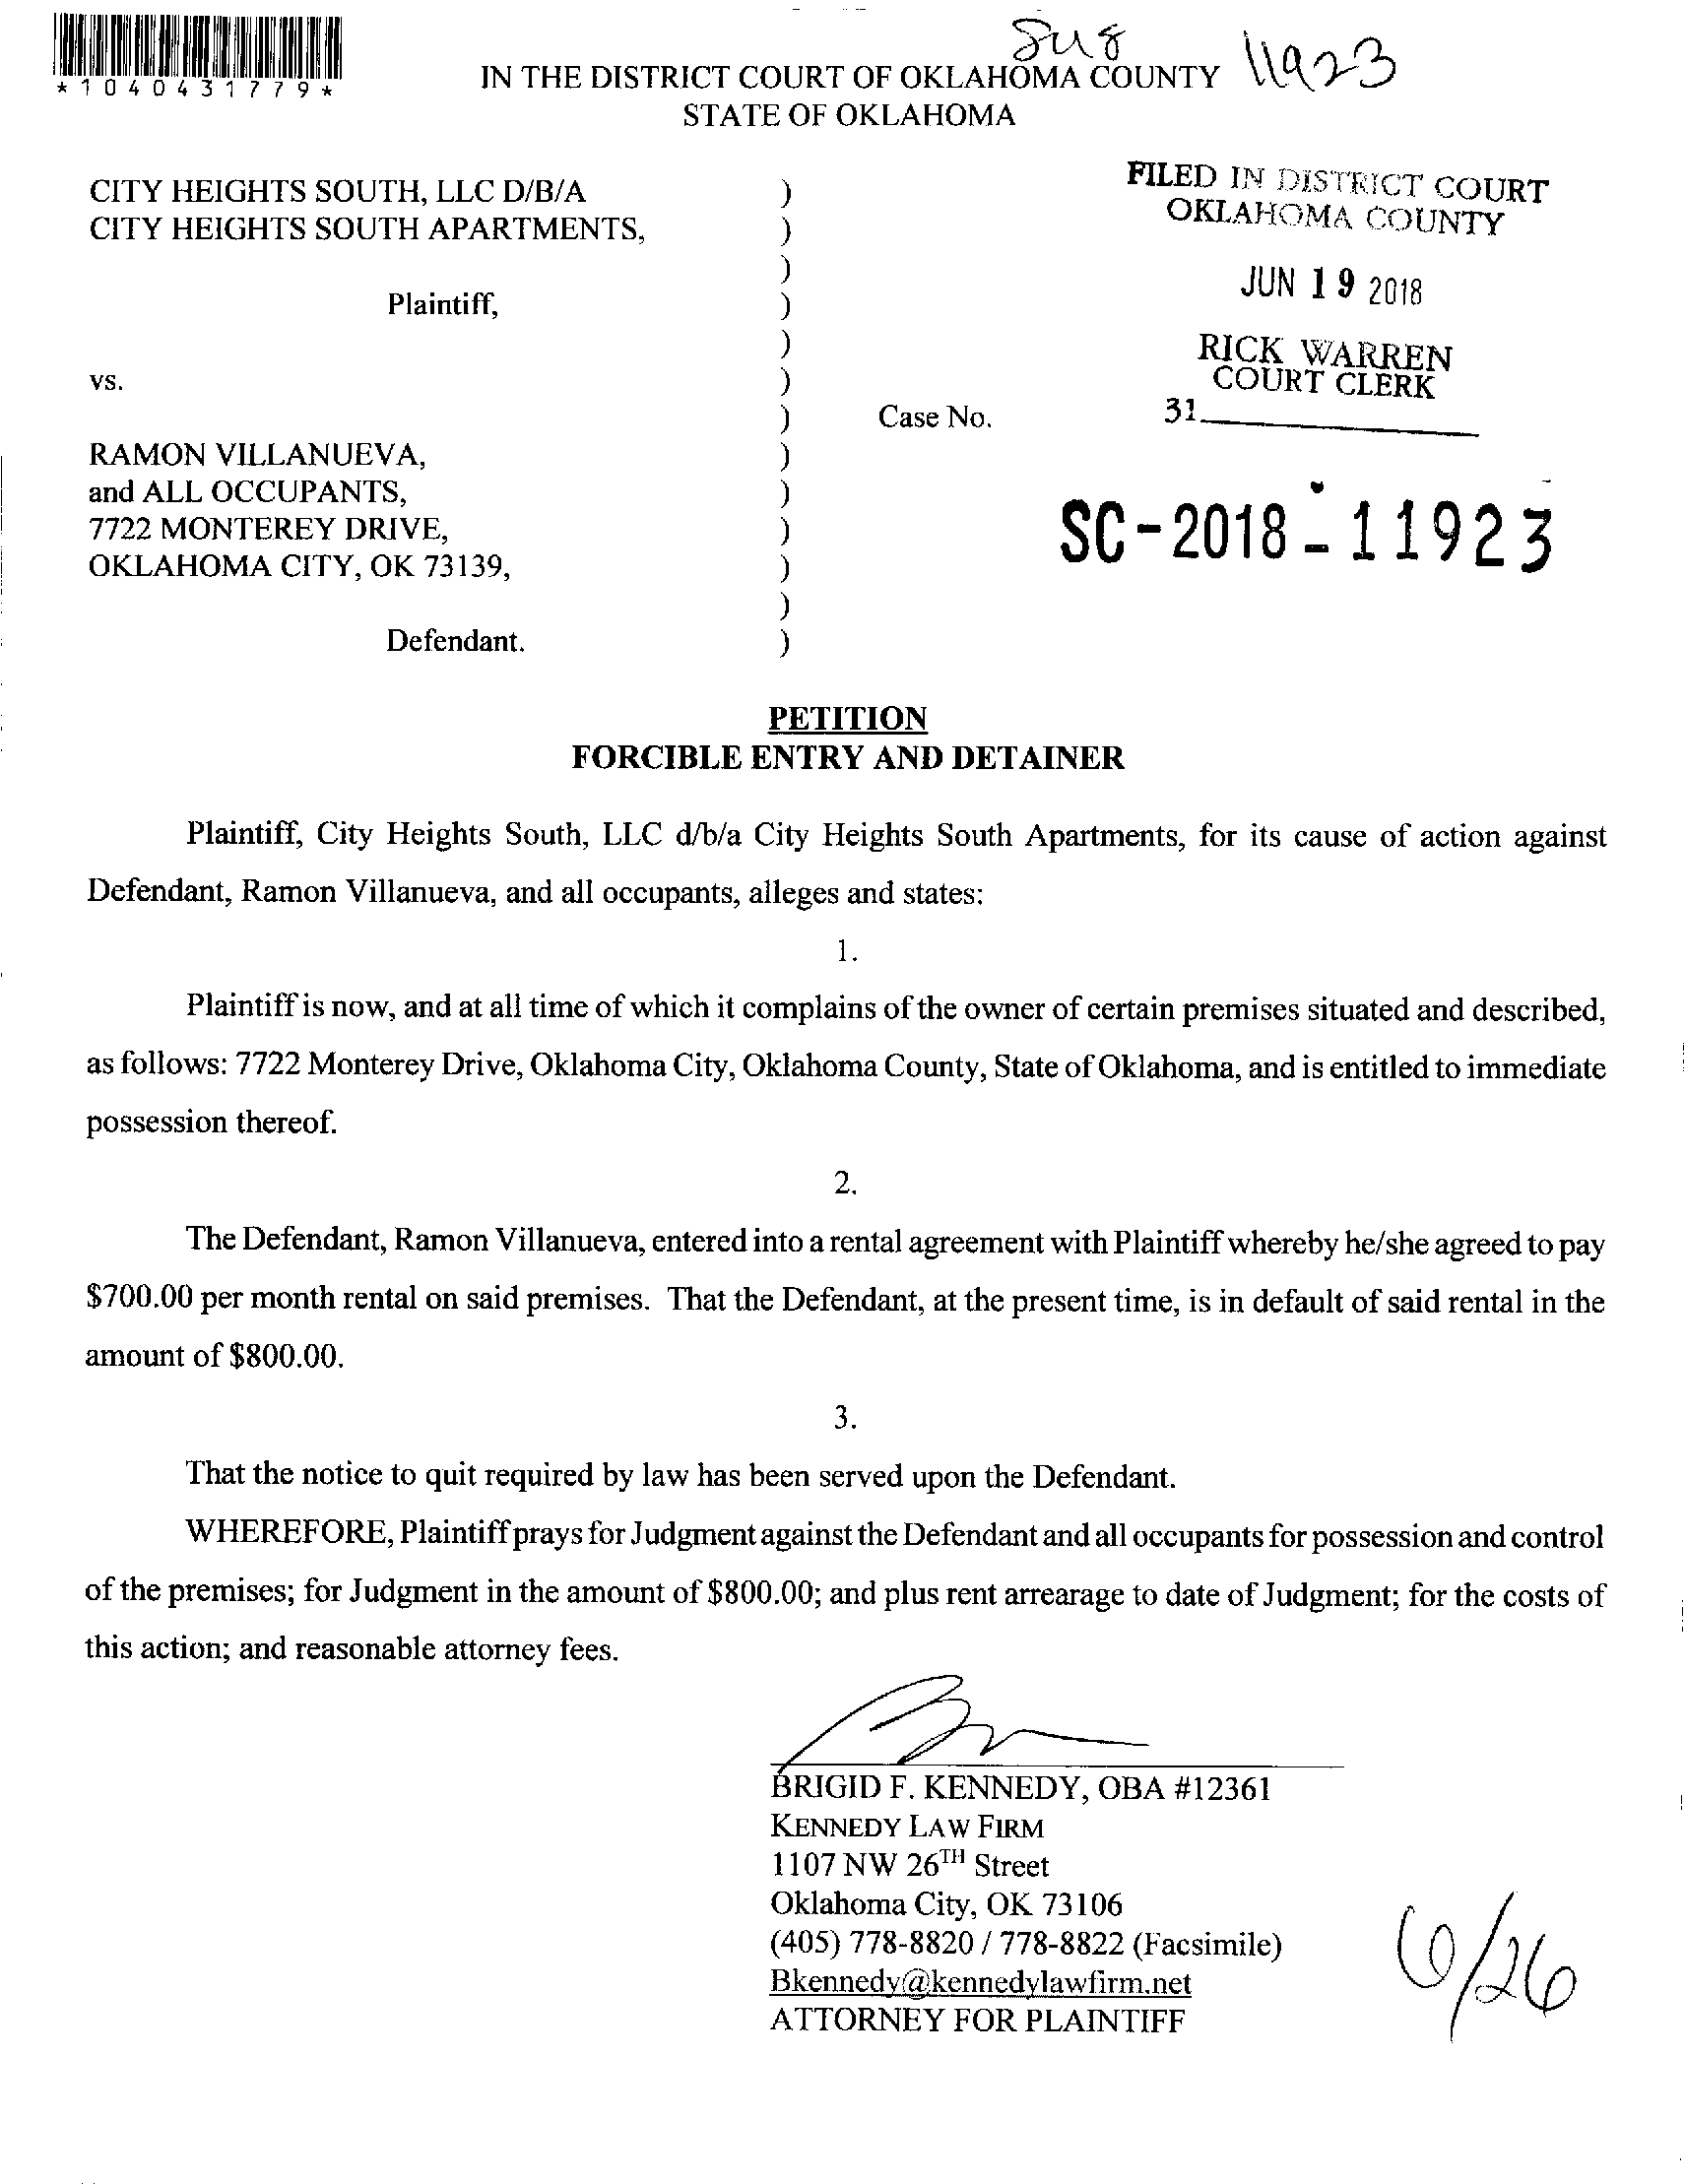 *1040431779*
11923
IN THE DISTRICT COURT OF OKLAHOMA COUNTY
STATE OF OKLAHOMA
CITY HEIGHTS SOUTH, LLC D/B/A )
CITY HEIGHTS SOUTH APARTMENTS, )
)
Plaintiff, )
)
vs. )
) Case No.
RAMON VILLANUEVA, )
and ALL OCCUPANTS, )
7722 MONTEREY DRIVE, )
OKLAHOMA CITY, OK 73139, )
)
Defendant. )
FILED IN DISTRICT COURT
OKLAHOMA COUNTY
JUN 19 2018
RICK WARREN
COURT CLERK
31
SC-2018-11923
PETITION
FORCIBLE ENTRY AND DETAINER
Plaintiff, City Heights South, LLC d/b/a City Heights South Apartments, for its cause of action against
Defendant, Ramon Villanueva, and all occupants, alleges and states:
1.
Plaintiff is now, and at all time of which it complains of the owner of certain premises situated and described,
as follows: 7722 Monterey Drive, Oklahoma City, Oklahoma County, State of Oklahoma, and is entitled to immediate
possession thereof.
2.
The Defendant, Ramon Villanueva, entered into a rental agreement with Plaintiff whereby he/she agreed to pay
$700.00 per month rental on said premises. That the Defendant, at the present time, is in default of said rental in the
amount of $800.00.
3.
That the notice to quit required by law has been served upon the Defendant.
WHEREFORE, Plaintiff prays for Judgment against the Defendant and all occupants for possession and control
of the premises; for Judgment in the amount of $800.00; and plus rent arrearage to date of Judgment; for the costs of
this action; and reasonable attorney fees.
BRIGID F. KENNEDY, OBA #12361
KENNEDY LAW FIRM
1107 NW 26TH Street
Oklahoma City, OK 73106
(405) 778-8820 / 778-8822 (Facsimile)
Bkennedy@kennedylawfirm.net
ATTORNEY FOR PLAINTIFF
6/26